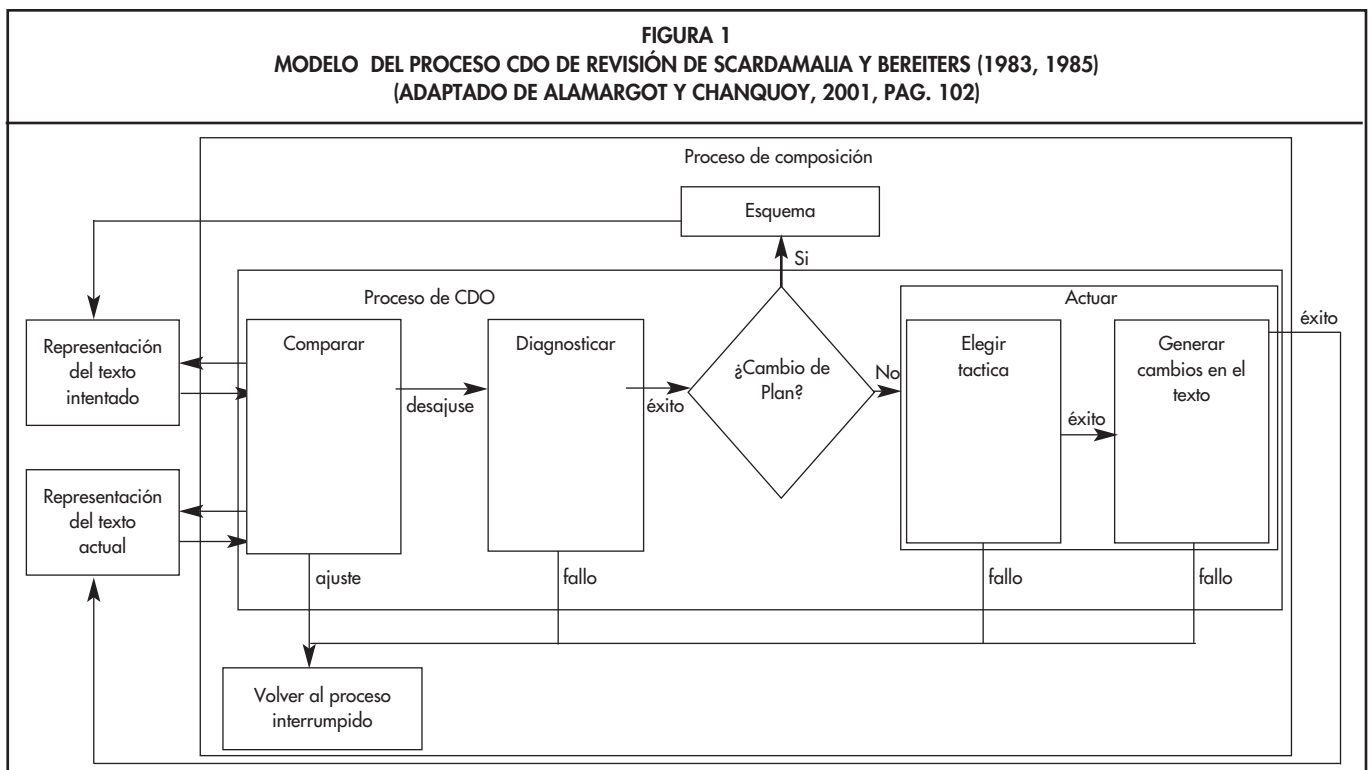 FIGURA 1
MODELO DEL PROCESO CDO DE REVISIÓN DE SCARDAMALIA Y BEREITERS (1983, 1985)
(ADAPTADO DE ALAMARGOT Y CHANQUOY, 2001, PAG. 102)
Proceso de composición
Esquema
Si
Proceso de CDO
Actuar
Representación
del texto
intentado
Comparar
desajuse
Diagnosticar
éxito
¿Cambio de
Plan?
No
Elegir
tactica
éxito
Generar
cambios en el
texto
éxito
Representación
del texto
actual
ajuste
fallo
fallo
fallo
Volver al proceso
interrumpido